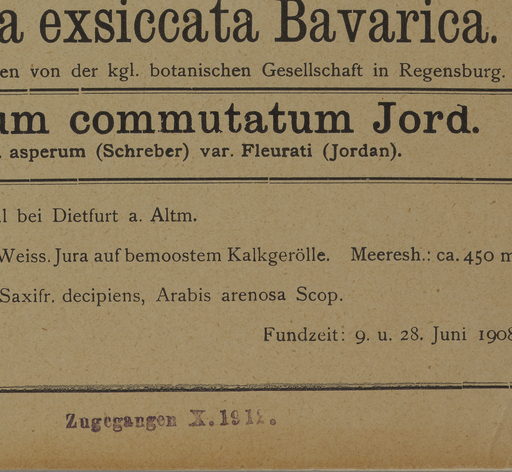 a exsiccata Bavarica.
en von der kgl. botanischen Gesellschaft in Regensburg.
um commutatum Jord.
asperum (Schreber) var. Fleurati (Jordan).
l bei Dietfurt a. Altm.
Weiss. Jura auf bemoostem Kalkgerölle. Meeresh.: ca. 450 m
Saxifr. decipiens, Arabis arenosa Scop.
Fundzeit: 9. u. 28. Juni 1908
Zugegangen X. 1912.